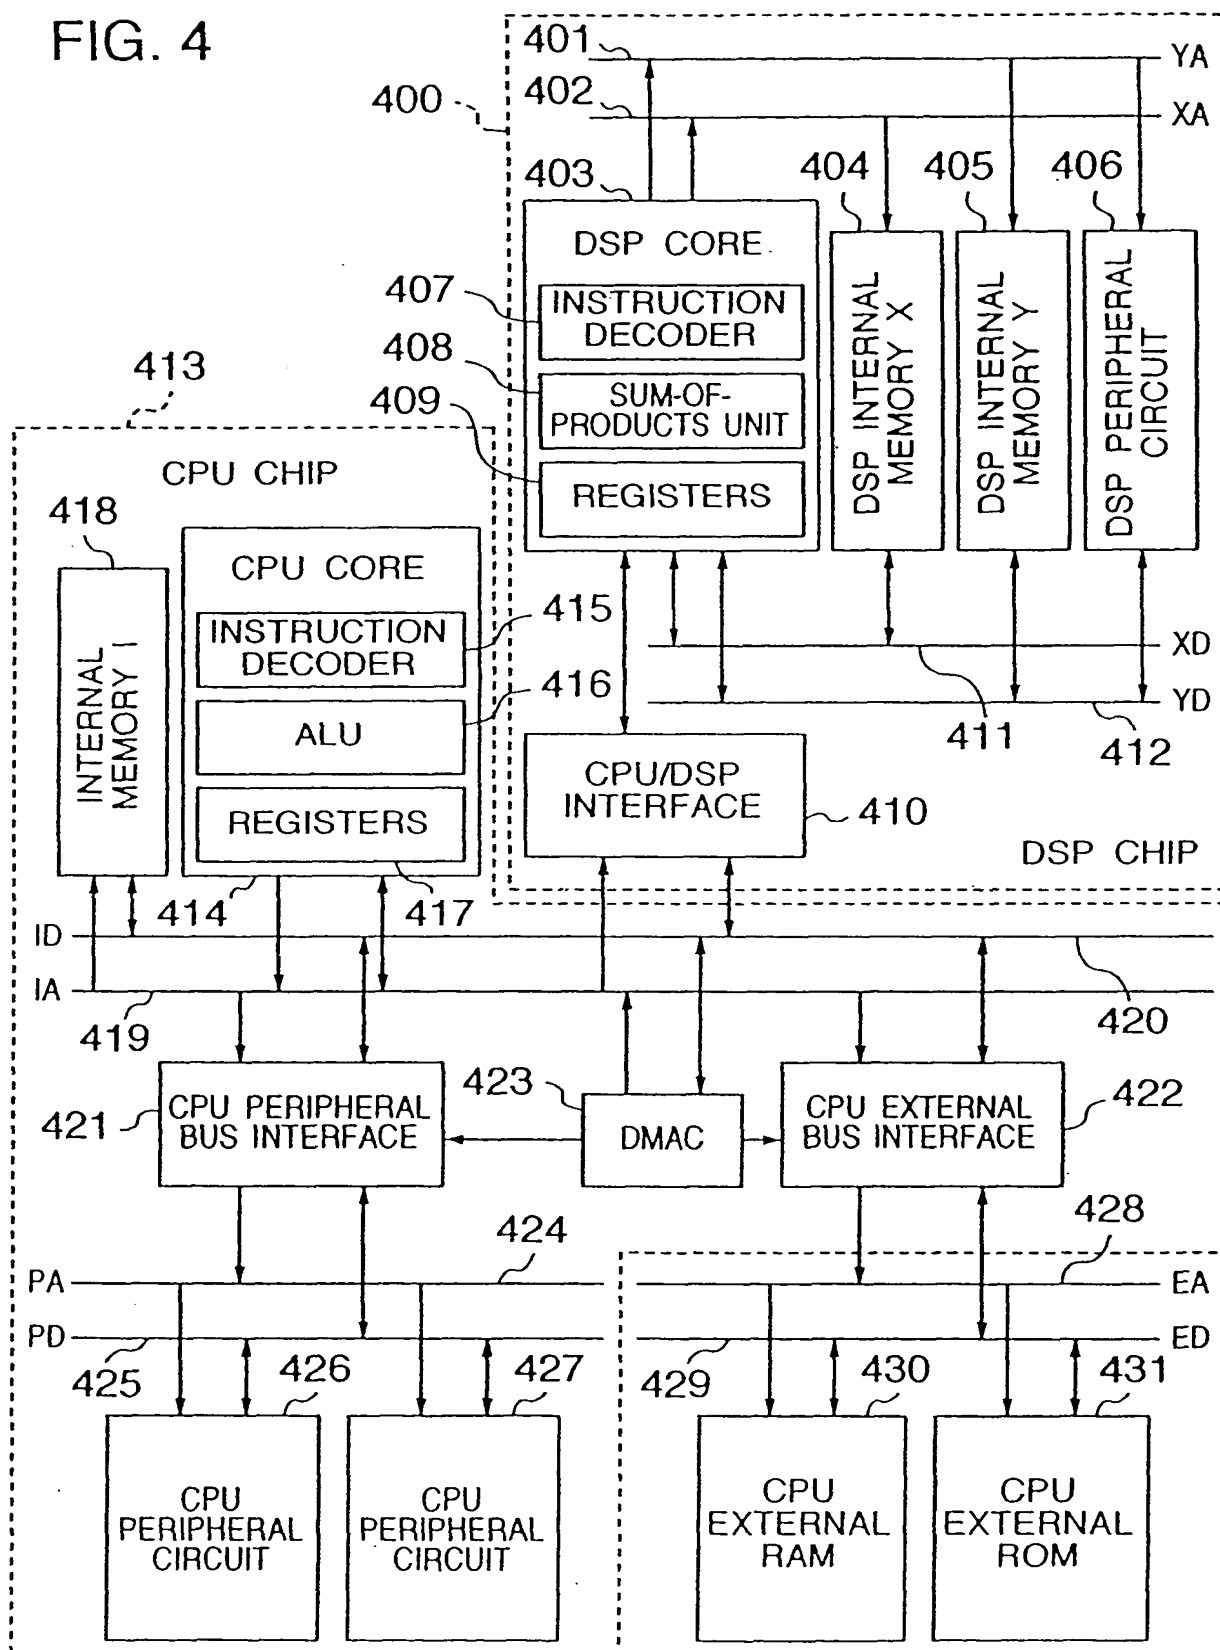 FIG. 4
401
YA
400
402
XA
403
404
405
406
DSP CORE
407
INSTRUCTION
DECODER
408
SUM-OF-
PRODUCTS UNIT
409
REGISTERS
DSP INTERNAL
MEMORY X
DSP INTERNAL
MEMORY Y
DSP PERIPHERAL
CIRCUIT
413
CPU CHIP
418
CPU CORE
INSTRUCTION
DECODER
415
ALU
416
REGISTERS
INTERNAL
MEMORY I
XD
YD
411
412
CPU/DSP
INTERFACE
410
DSP CHIP
414
417
ID
IA
419
420
421
CPU PERIPHERAL
BUS INTERFACE
423
DMAC
CPU EXTERNAL
BUS INTERFACE
422
424
428
PA
EA
PD
ED
425
426
427
429
430
431
CPU
PERIPHERAL
CIRCUIT
CPU
PERIPHERAL
CIRCUIT
CPU
EXTERNAL
RAM
CPU
EXTERNAL
ROM